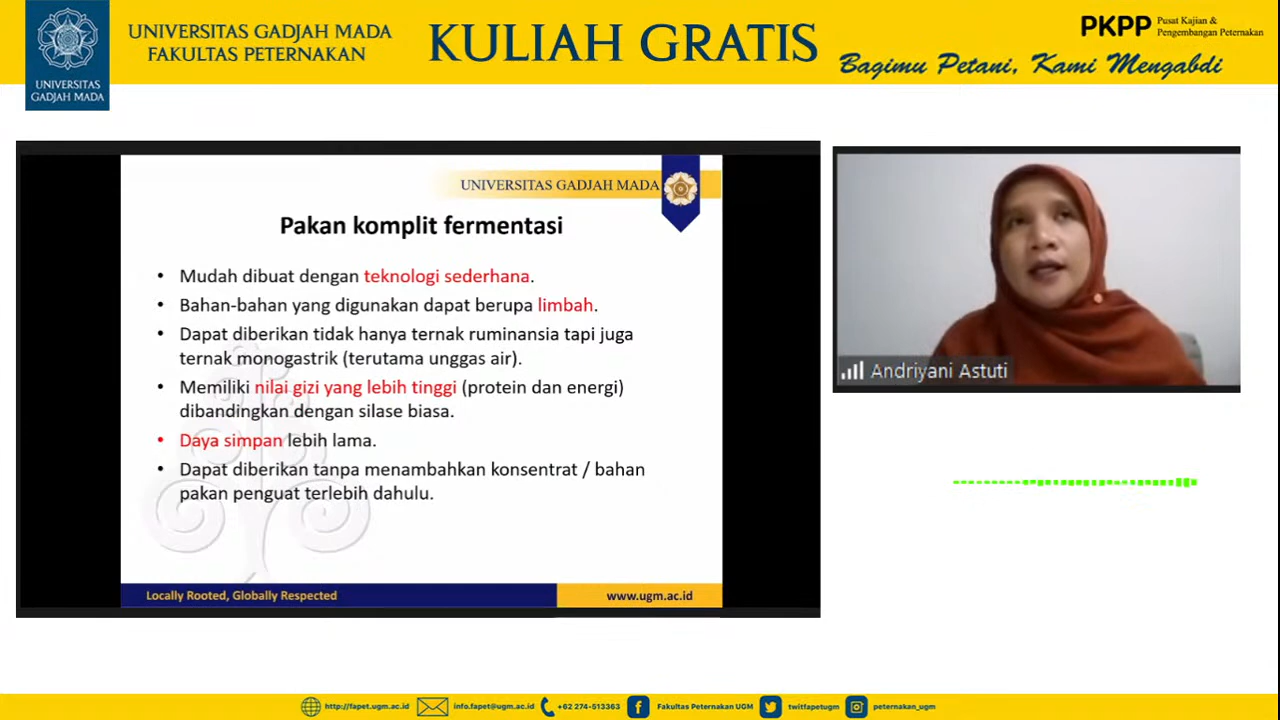 UNIVERSITAS GADJAH MADA
FAKULTAS PETERNAKAN
UNIVERSITAS
GADJAH MADA
KULIAH GRATIS
PKPP
Pusat Kajian &
Pengembangan Peternakan
Bagimu Petani, Kami Mengabdi
UNIVERSITAS GADJAH MADA
Pakan komplit fermentasi
• Mudah dibuat dengan teknologi sederhana.
• Bahan-bahan yang digunakan dapat berupa limbah.
• Dapat diberikan tidak hanya ternak ruminansia tapi juga
ternak monogastrik (terutama unggas air).
• Memiliki nilai gizi yang lebih tinggi (protein dan energi)
dibandingkan dengan silase biasa.
• Daya simpan lebih lama.
• Dapat diberikan tanpa menambahkan konsentrat / bahan
pakan penguat terlebih dahulu.
Locally Rooted, Globally Respected
www.ugm.ac.id
Andriyani Astuti
http://fapet.ugm.ac.id
info.fapet@ugm.ac.id
+62 274-513363
Fakultas Peternakan UGM
twitfapetugm
peternakan_ugm